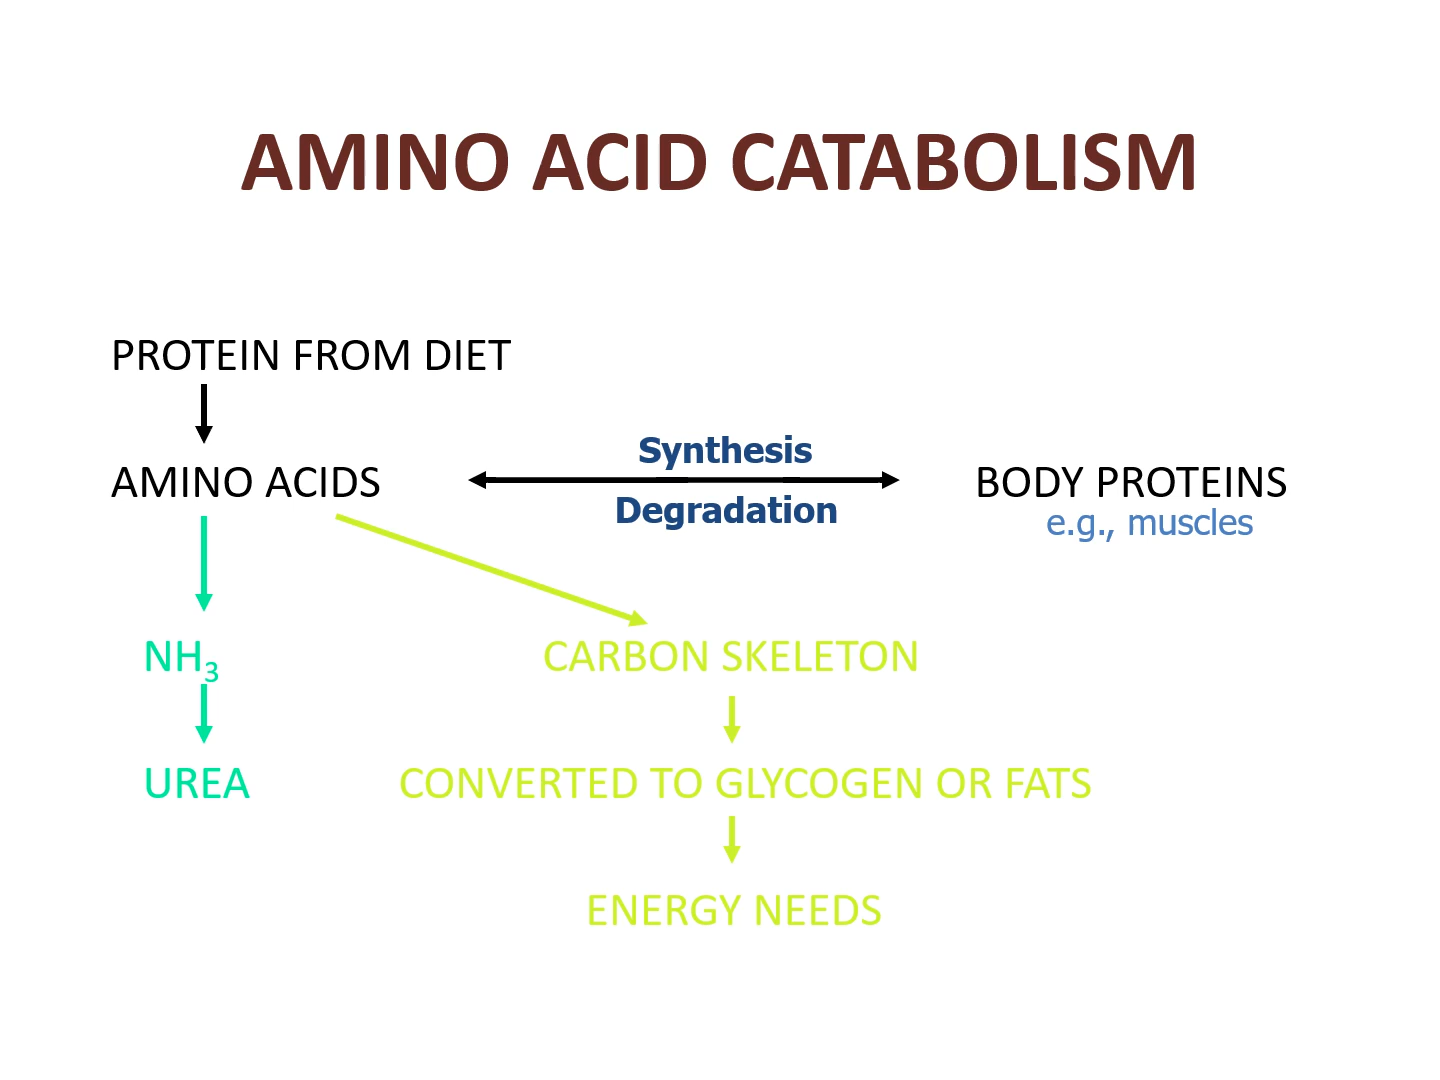 AMINO ACID CATABOLISM
PROTEIN FROM DIET
Synthesis
AMINO ACIDS
BODY PROTEINS
Degradation
e.g., muscles
NH₃
CARBON SKELETON
UREA
CONVERTED TO GLYCOGEN OR FATS
ENERGY NEEDS